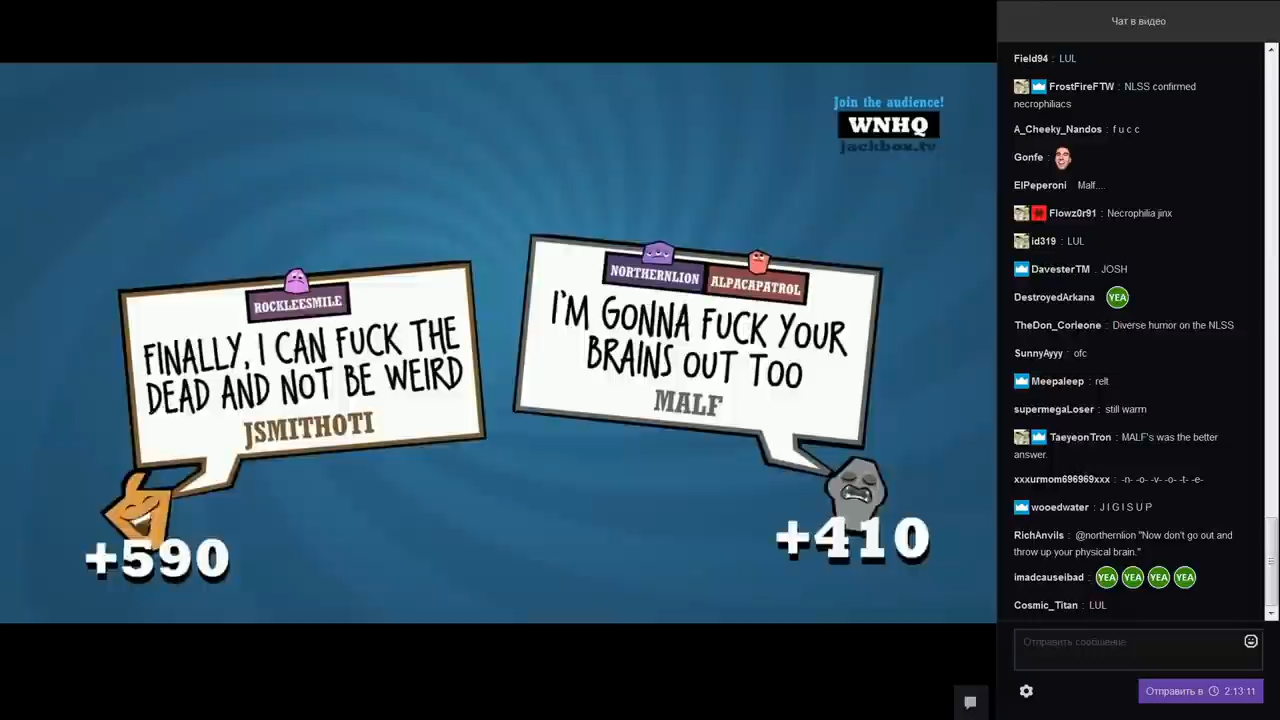 Join the audience!
WNHQ
jackbox.tv
ROCKLEESMILE
FINALLY, I CAN FUCK THE
DEAD AND NOT BE WEIRD
JSMITHOTI
+590
NORTHERNLION
ALPACAPATROL
I'M GONNA FUCK YOUR
BRAINS OUT TOO
MALF
+410
Чат в видео
Field94 : LUL
FrostFireFTW : NLSS confirmed
necrophiliacs
A_Cheeky_Nandos : f u c c
Gonfe :
ElPeperoni Malf....
Flowz0r91 : Necrophilia jinx
id319 : LUL
DavesterTM : JOSH
DestroyedArkana YEA
TheDon_Corleone : Diverse humor on the NLSS
SunnyAyyy : ofc
Meepaleep : relt
supermegaLoser : still warm
TaeyeonTron : MALF's was the better
answer.
xxxurmom696969xxx : -n- -o- -v- -o- -t- -e-
wooedwater : J I G I S U P
RichAnvils : @northernlion "Now don't go out and
throw up your physical brain."
imadcauseibad : YEA YEA YEA YEA
Cosmic_Titan : LUL
Отправить сообщение
Отправить в 2:13:11